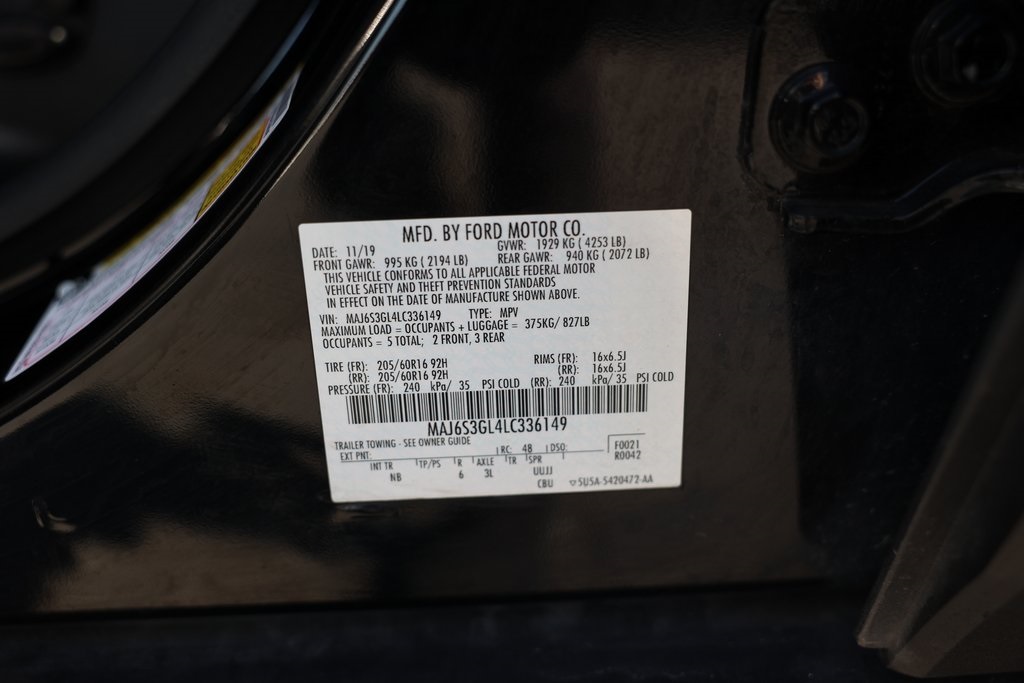 MFD. BY FORD MOTOR CO.
DATE: 11/19 GVWR: 1929 KG ( 4253 LB)
FRONT GAWR: 995 KG ( 2194 LB) REAR GAWR: 940 KG ( 2072 LB)
THIS VEHICLE CONFORMS TO ALL APPLICABLE FEDERAL MOTOR
VEHICLE SAFETY AND THEFT PREVENTION STANDARDS
IN EFFECT ON THE DATE OF MANUFACTURE SHOWN ABOVE.
VIN: MAJ6S3GL4LC336149 TYPE: MPV
MAXIMUM LOAD = OCCUPANTS + LUGGAGE = 375KG/ 827LB
OCCUPANTS = 5 TOTAL; 2 FRONT, 3 REAR
TIRE (FR): 205/60R16 92H RIMS (FR): 16x6.5J
(RR): 205/60R16 92H (RR): 16x6.5J
PRESSURE (FR): 240 kPa/ 35 PSI COLD (RR): 240 kPa/ 35 PSI COLD
MAJ6S3GL4LC336149
TRAILER TOWING - SEE OWNER GUIDE
EXT PNT: RC: 48 DSO: F0021
R0042
INT TR TP/PS R AXLE TR SPR
NB 6 3L UUJJ
CBU 5U5A-5420472-AA